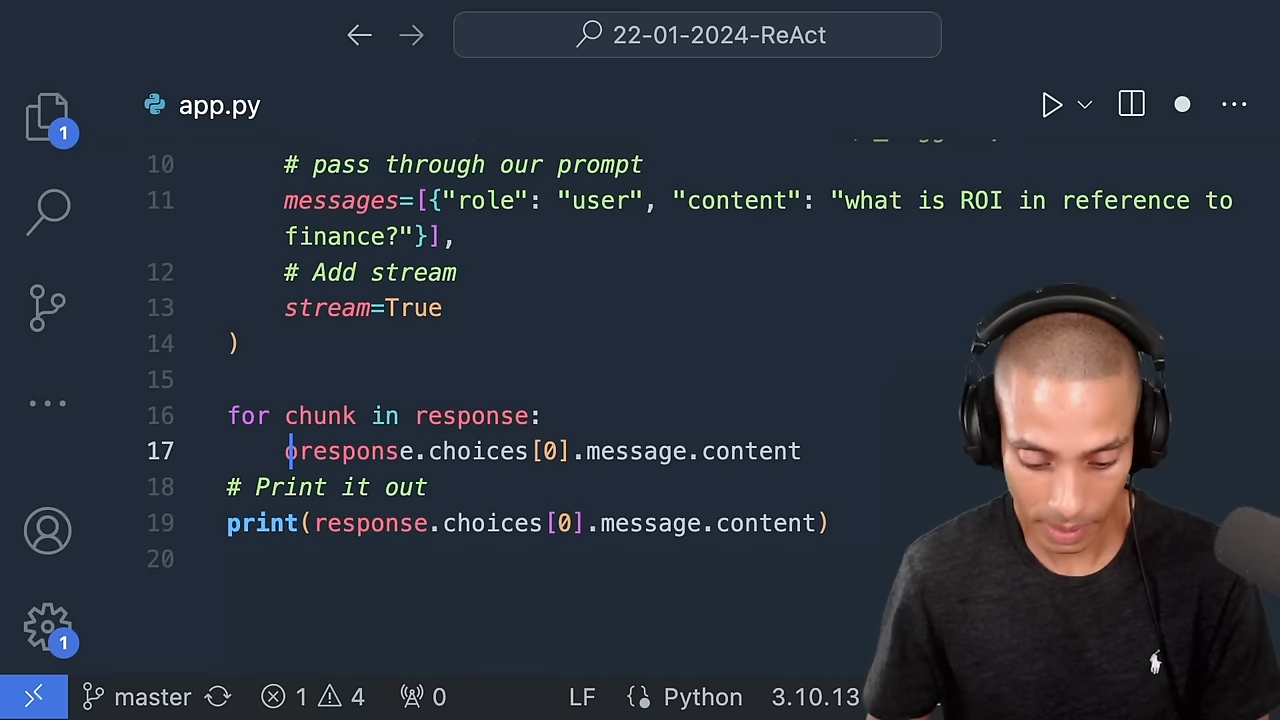 22-01-2024-ReAct
1
app.py
10 # pass through our prompt
11 messages=[{"role": "user", "content": "what is ROI in reference to
finance?"}],
12 # Add stream
13 stream=True
14 )
15
16 for chunk in response:
17 oresponse.choices[0].message.content
18 # Print it out
19 print(response.choices[0].message.content)
20
1
master 1 4 0 LF Python 3.10.13